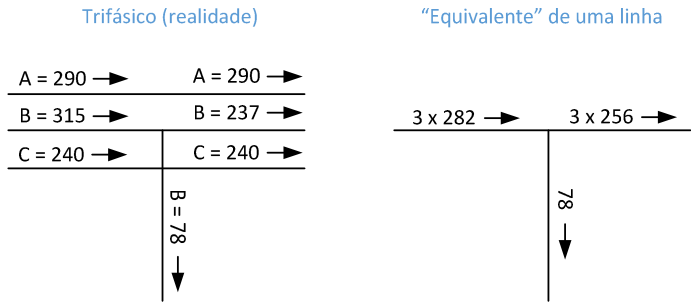 Trifásico (realidade)
A = 290
A = 290
B = 315
B = 237
C = 240
C = 240
B = 78
“Equivalente” de uma linha
3 x 282
3 x 256
78